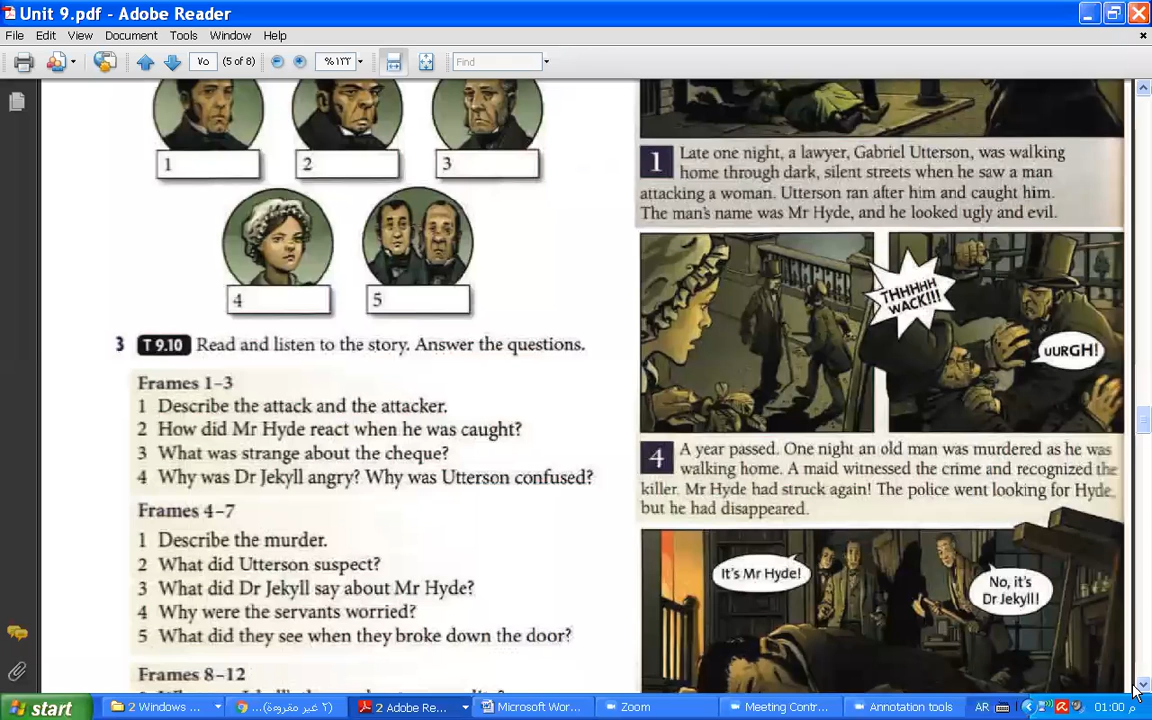 Unit 9.pdf - Adobe Reader
File Edit View Document Tools Window Help
٧٥ (5 of 8) %١٣٣ Find
1 2 3
4 5
3 T 9.10 Read and listen to the story. Answer the questions.
Frames 1–3
1 Describe the attack and the attacker.
2 How did Mr Hyde react when he was caught?
3 What was strange about the cheque?
4 Why was Dr Jekyll angry? Why was Utterson confused?
Frames 4–7
1 Describe the murder.
2 What did Utterson suspect?
3 What did Dr Jekyll say about Mr Hyde?
4 Why were the servants worried?
5 What did they see when they broke down the door?
Frames 8–12
1 Late one night, a lawyer, Gabriel Utterson, was walking
home through dark, silent streets when he saw a man
attacking a woman. Utterson ran after him and caught him.
The man's name was Mr Hyde, and he looked ugly and evil.
THHHHH
WACK!!!
UURGH!
4 A year passed. One night an old man was murdered as he was
walking home. A maid witnessed the crime and recognized the
killer. Mr Hyde had struck again! The police went looking for Hyde,
but he had disappeared.
It's Mr Hyde!
No, it's
Dr Jekyll!
start 2 Windows ... (٢ غير مقروءة)... 2 Adobe Re... Microsoft Wor... Zoom Meeting Contr... Annotation tools AR 01:00 م